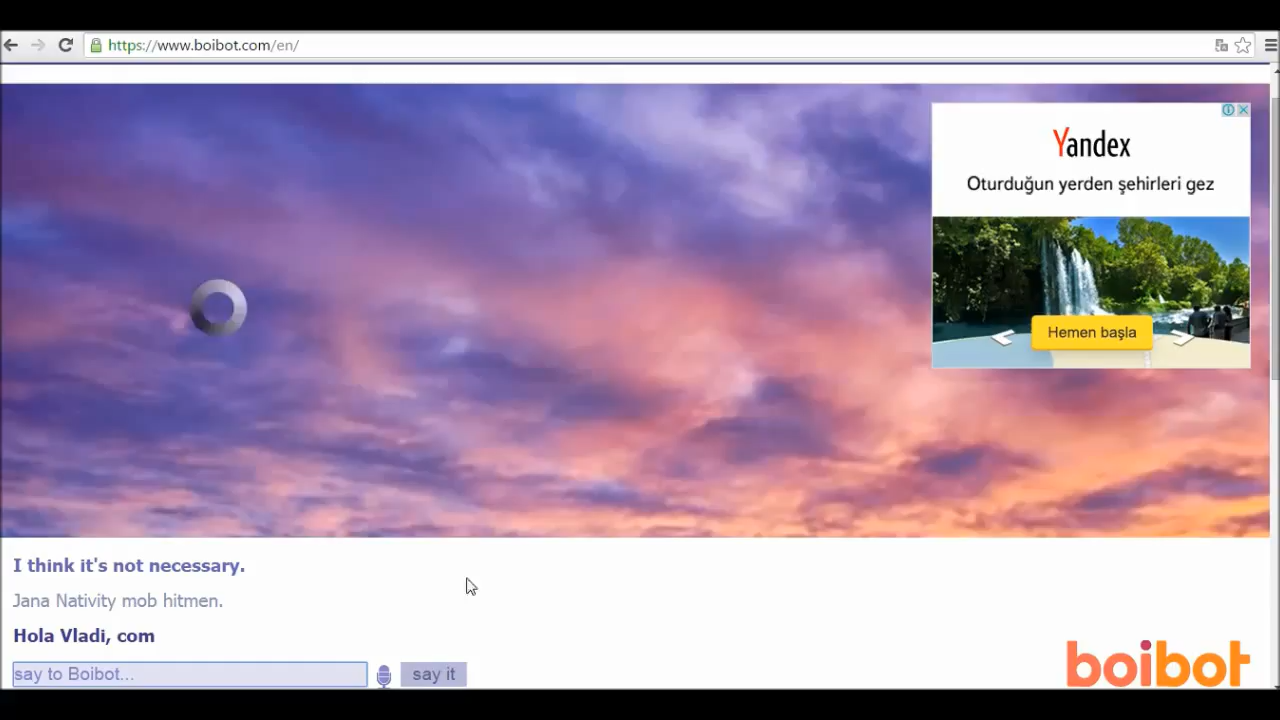 https://www.boibot.com/en/
Yandex
Oturduğun yerden şehirleri gez
Hemen başla
I think it's not necessary.
Jana Nativity mob hitmen.
Hola Vladi, com
say to Boibot...
say it
boibot